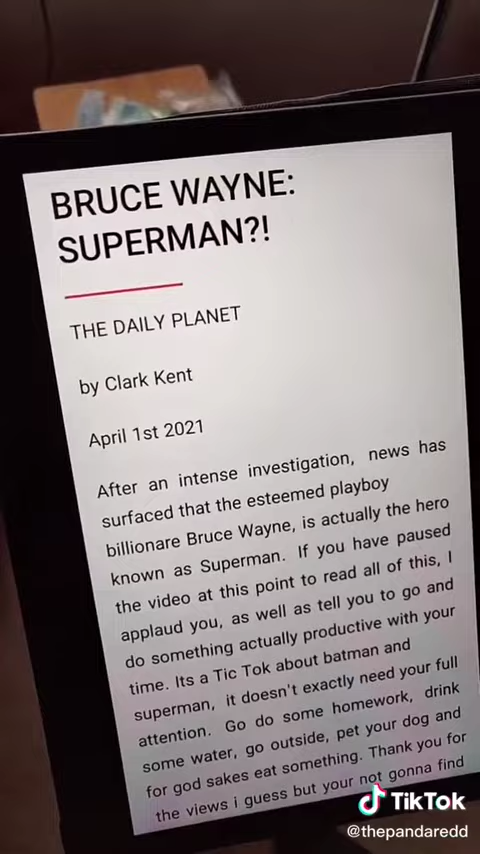 BRUCE WAYNE:
SUPERMAN?!
THE DAILY PLANET
by Clark Kent
April 1st 2021
After an intense investigation, news has
surfaced that the esteemed playboy
billionare Bruce Wayne, is actually the hero
known as Superman. If you have paused
the video at this point to read all of this, I
applaud you, as well as tell you to go and
do something actually productive with your
time. Its a Tic Tok about batman and
superman, it doesn't exactly need your full
attention. Go do some homework, drink
some water, go outside, pet your dog and
for god sakes eat something. Thank you for
the views i guess but your not gonna find
TikTok
@thepandaredd